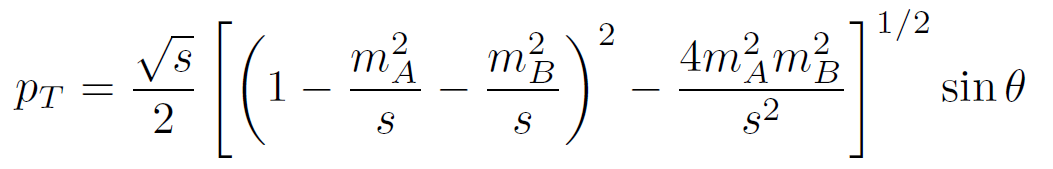 $p_T = \frac{\sqrt{s}}{2} \left[ \left( 1 - \frac{m_A^2}{s} - \frac{m_B^2}{s} \right)^2 - \frac{4 m_A^2 m_B^2}{s^2} \right]^{1/2} \sin\theta$